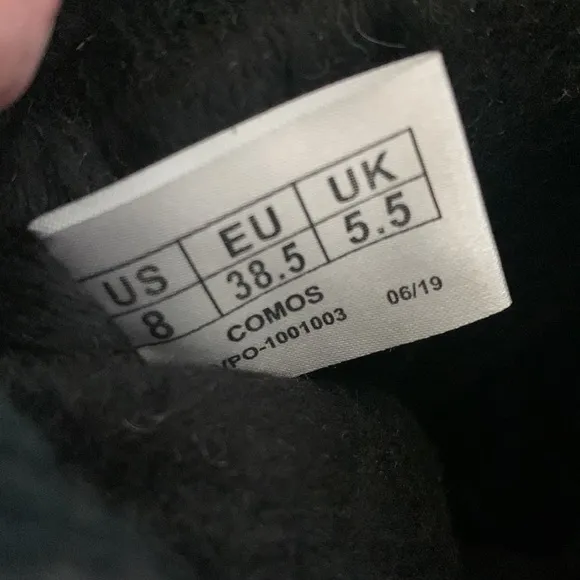 US EU UK
8 38.5 5.5
COMOS 06/19
/PO-1001003